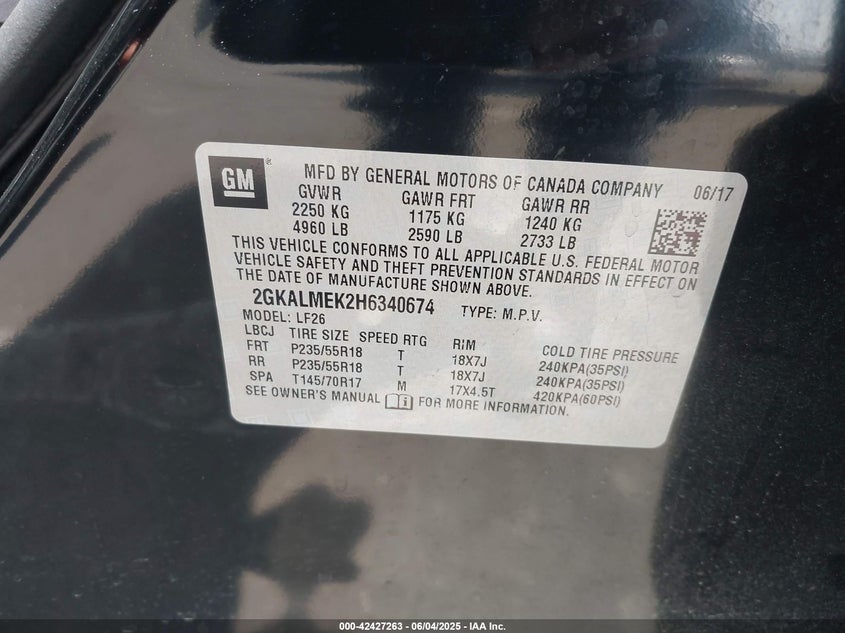 GM ® MFD BY GENERAL MOTORS OF CANADA COMPANY 06/17
GVWR GAWR FRT GAWR RR
2250 KG 1175 KG 1240 KG
4960 LB 2590 LB 2733 LB
THIS VEHICLE CONFORMS TO ALL APPLICABLE U.S. FEDERAL MOTOR
VEHICLE SAFETY AND THEFT PREVENTION STANDARDS IN EFFECT ON
THE DATE OF MANUFACTURE SHOWN ABOVE.
2GKALMEK2H6340674 TYPE: M.P.V.
MODEL: LF26
LBCJ TIRE SIZE SPEED RTG RIM COLD TIRE PRESSURE
FRT P235/55R18 T 18X7J 240KPA(35PSI)
RR P235/55R18 T 18X7J 240KPA(35PSI)
SPA T145/70R17 M 17X4.5T 420KPA(60PSI)
SEE OWNER'S MANUAL i FOR MORE INFORMATION.
000-42427263 - 06/04/2025 - IAA Inc.